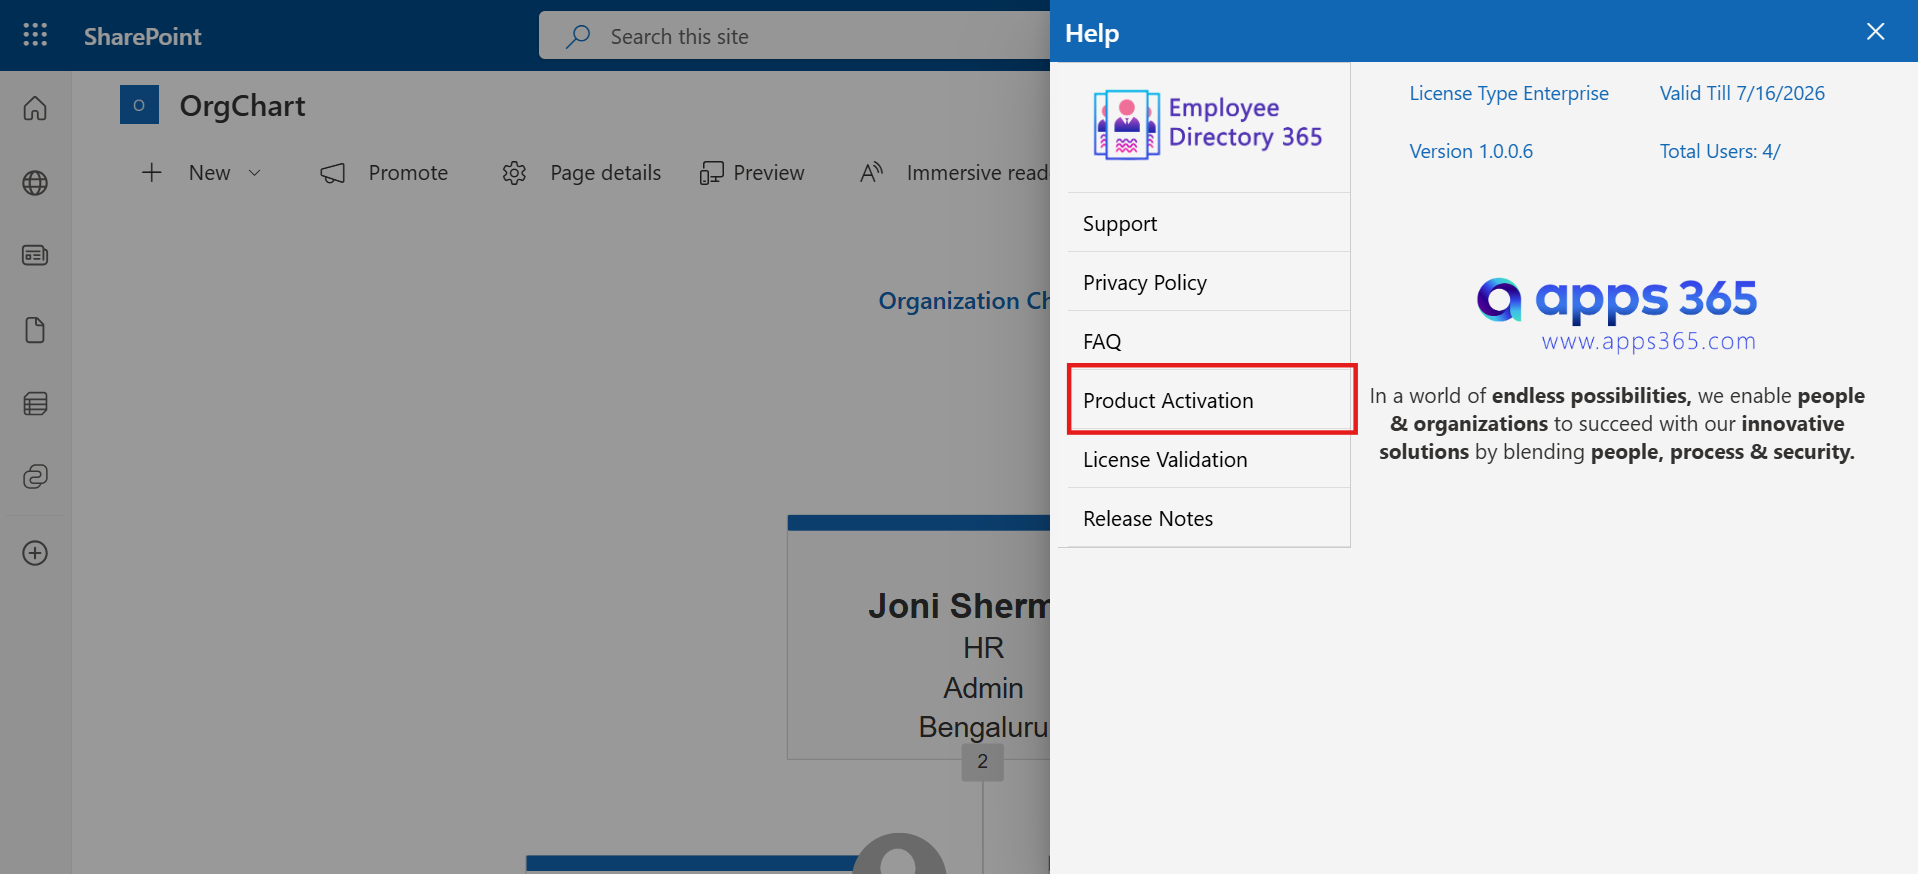 SharePoint
Search this site
O
OrgChart
New
Promote
Page details
Preview
Immersive read
Organization Ch
Joni Sherm
HR
Admin
Bengaluru
2
Help
Employee
Directory 365
Support
Privacy Policy
FAQ
Product Activation
License Validation
Release Notes
License Type Enterprise
Valid Till 7/16/2026
Version 1.0.0.6
Total Users: 4/
apps 365
www.apps365.com
In a world of endless possibilities, we enable people
& organizations to succeed with our innovative
solutions by blending people, process & security.